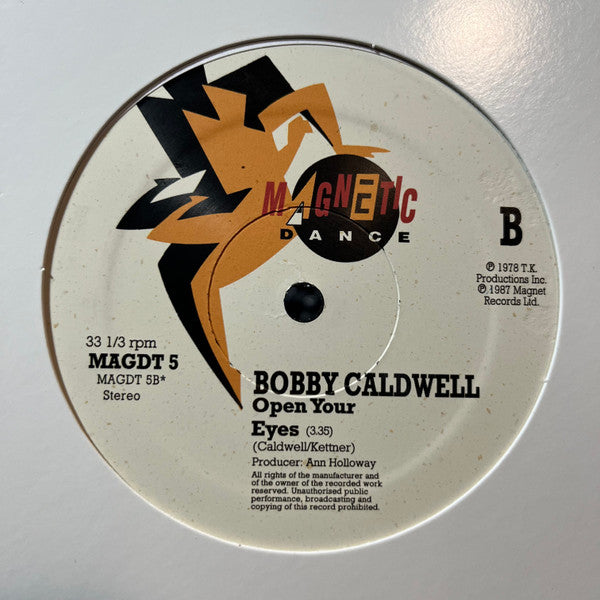 MAGNETIC
DANCE
B
℗ 1978 T.K.
Productions Inc.
℗ 1987 Magnet
Records Ltd.
33 1/3 rpm
MAGDT 5
MAGDT 5B*
Stereo
BOBBY CALDWELL
Open Your
Eyes (3.35)
(Caldwell/Kettner)
Producer: Ann Holloway
All rights of the manufacturer and
of the owner of the recorded work
reserved. Unauthorised public
performance, broadcasting and
copying of this record prohibited.